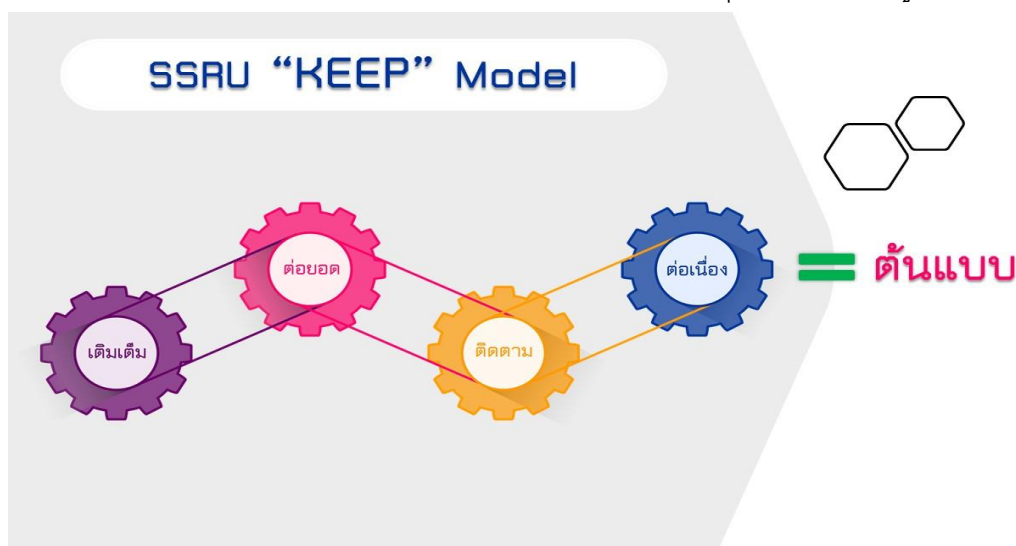 SSRU “KEEP” Model
ต่อยอด
ต่อเนื่อง
= ต้นแบบ
เติมเต็ม
ติดตาม